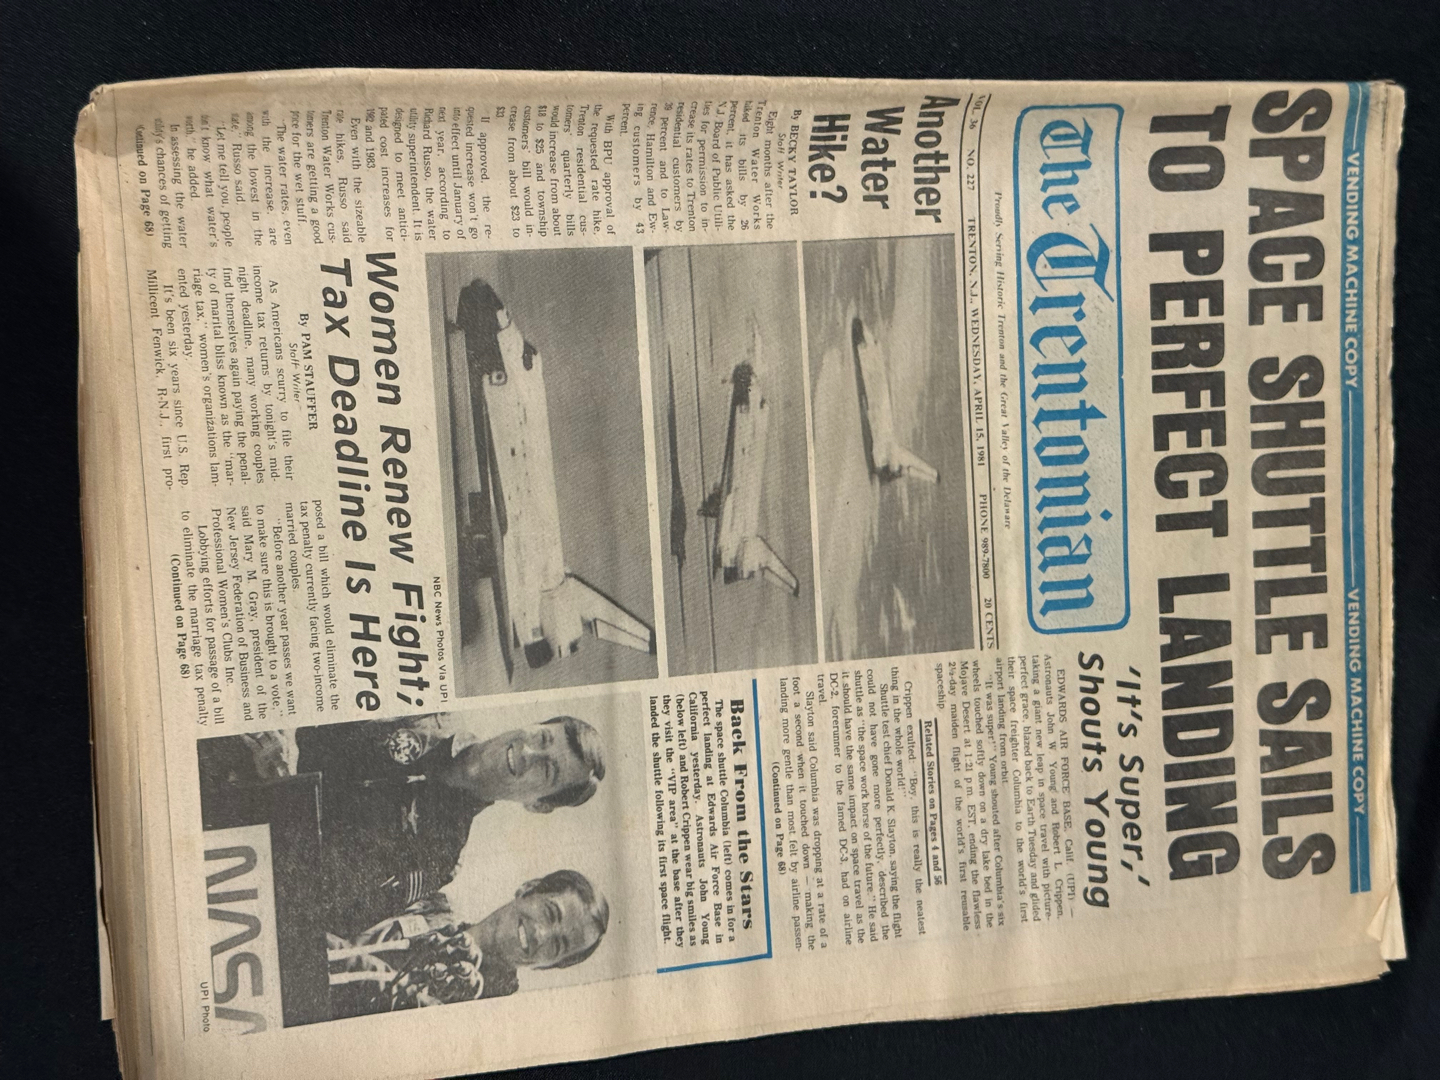 VENDING MACHINE COPY
VENDING MACHINE COPY
SPACE SHUTTLE SAILS
TO PERFECT LANDING
The Trentonian
Proudly Serving Historic Trenton and the Great Valley of the Delaware
VOL. 36 NO. 227 TRENTON, N.J., WEDNESDAY, APRIL 15, 1981 PHONE 989-7800 20 CENTS
'It's Super,'
Shouts Young
EDWARDS AIR FORCE BASE, Calif. (UPI) —
Astronauts John W. Young and Robert L. Crippen,
taking a giant new leap in space travel with picture-
perfect grace, blazed back to Earth Tuesday and glided
their space freighter Columbia to the world's first
airport landing from orbit.
"It was super!" Young shouted after Columbia's six
wheels touched softly down on a dry lake bed in the
Mojave Desert at 1:21 p.m. EST, ending the flawless
2½-day maiden flight of the world's first reusable
spaceship.
Related Stories on Pages 4 and 56
Crippen exulted: "Boy, this is really the neatest
thing in the whole world!"
Shuttle test chief Donald K. Slayton, saying the flight
could not have gone more perfectly, described the
shuttle as "the space work horse of the future." He said
it should have the same impact on space travel as the
DC-2, forerunner to the famed DC-3, had on airline
travel.
Slayton said Columbia was dropping at a rate of a
foot a second when it touched down — making the
landing more gentle than most felt by airline passen-
(Continued on Page 68)
Another
Water
Hike?
By BECKY TAYLOR
Staff Writer
Eight months after the
Trenton Water Works
hiked its bills by 26
percent, it has asked the
N.J. Board of Public Utili-
ties for permission to in-
crease its rates to Trenton
residential customers by
26 percent and to Law-
rence, Hamilton and Ew-
ing customers by 43
percent.
With BPU approval of
the requested rate hike,
Trenton residential cus-
tomers' quarterly bills
would increase from about
$18 to $25 and township
customers' bill would in-
crease from about $23 to
$33.
If approved, the re-
quested increase won't go
into effect until January of
next year, according to
Richard Russo, the water
utility superintendent. It is
designed to meet antici-
pated cost increases for
1982 and 1983.
Even with the sizeable
rate hikes, Russo said
Trenton Water Works cus-
tomers are getting a good
price for the wet stuff.
"The water rates, even
with the increase, are
among the lowest in the
state," Russo said.
"Let me tell you, people
don't know what water's
worth," he added.
In assessing the water
utility's chances of getting
(Continued on Page 68)
NBC News Photos Via UPI
Back From the Stars
The space shuttle Columbia (left) comes in for a
perfect landing at Edwards Air Force Base in
California yesterday. Astronauts John Young
(below left) and Robert Crippen wear big smiles as
they visit the "VIP area" at the base after they
landed the shuttle following its first space flight.
Women Renew Fight;
Tax Deadline Is Here
By PAM STAUFFER
Staff Writer
As Americans scurry to file their
income tax returns by tonight's mid-
night deadline, many working couples
find themselves again paying the penal-
ty of marital bliss known as the "mar-
riage tax," women's organizations lam-
ented yesterday.
It's been six years since U.S. Rep.
Millicent Fenwick, R-N.J., first pro-
posed a bill which would eliminate the
tax penalty currently facing two-income
married couples.
"Before another year passes we want
to make sure this is brought to a vote,"
said Mary M. Gray, president of the
New Jersey Federation of Business and
Professional Women's Clubs Inc.
Lobbying efforts for passage of a bill
to eliminate the marriage tax penalty
(Continued on Page 68)
NASA
UPI Photo